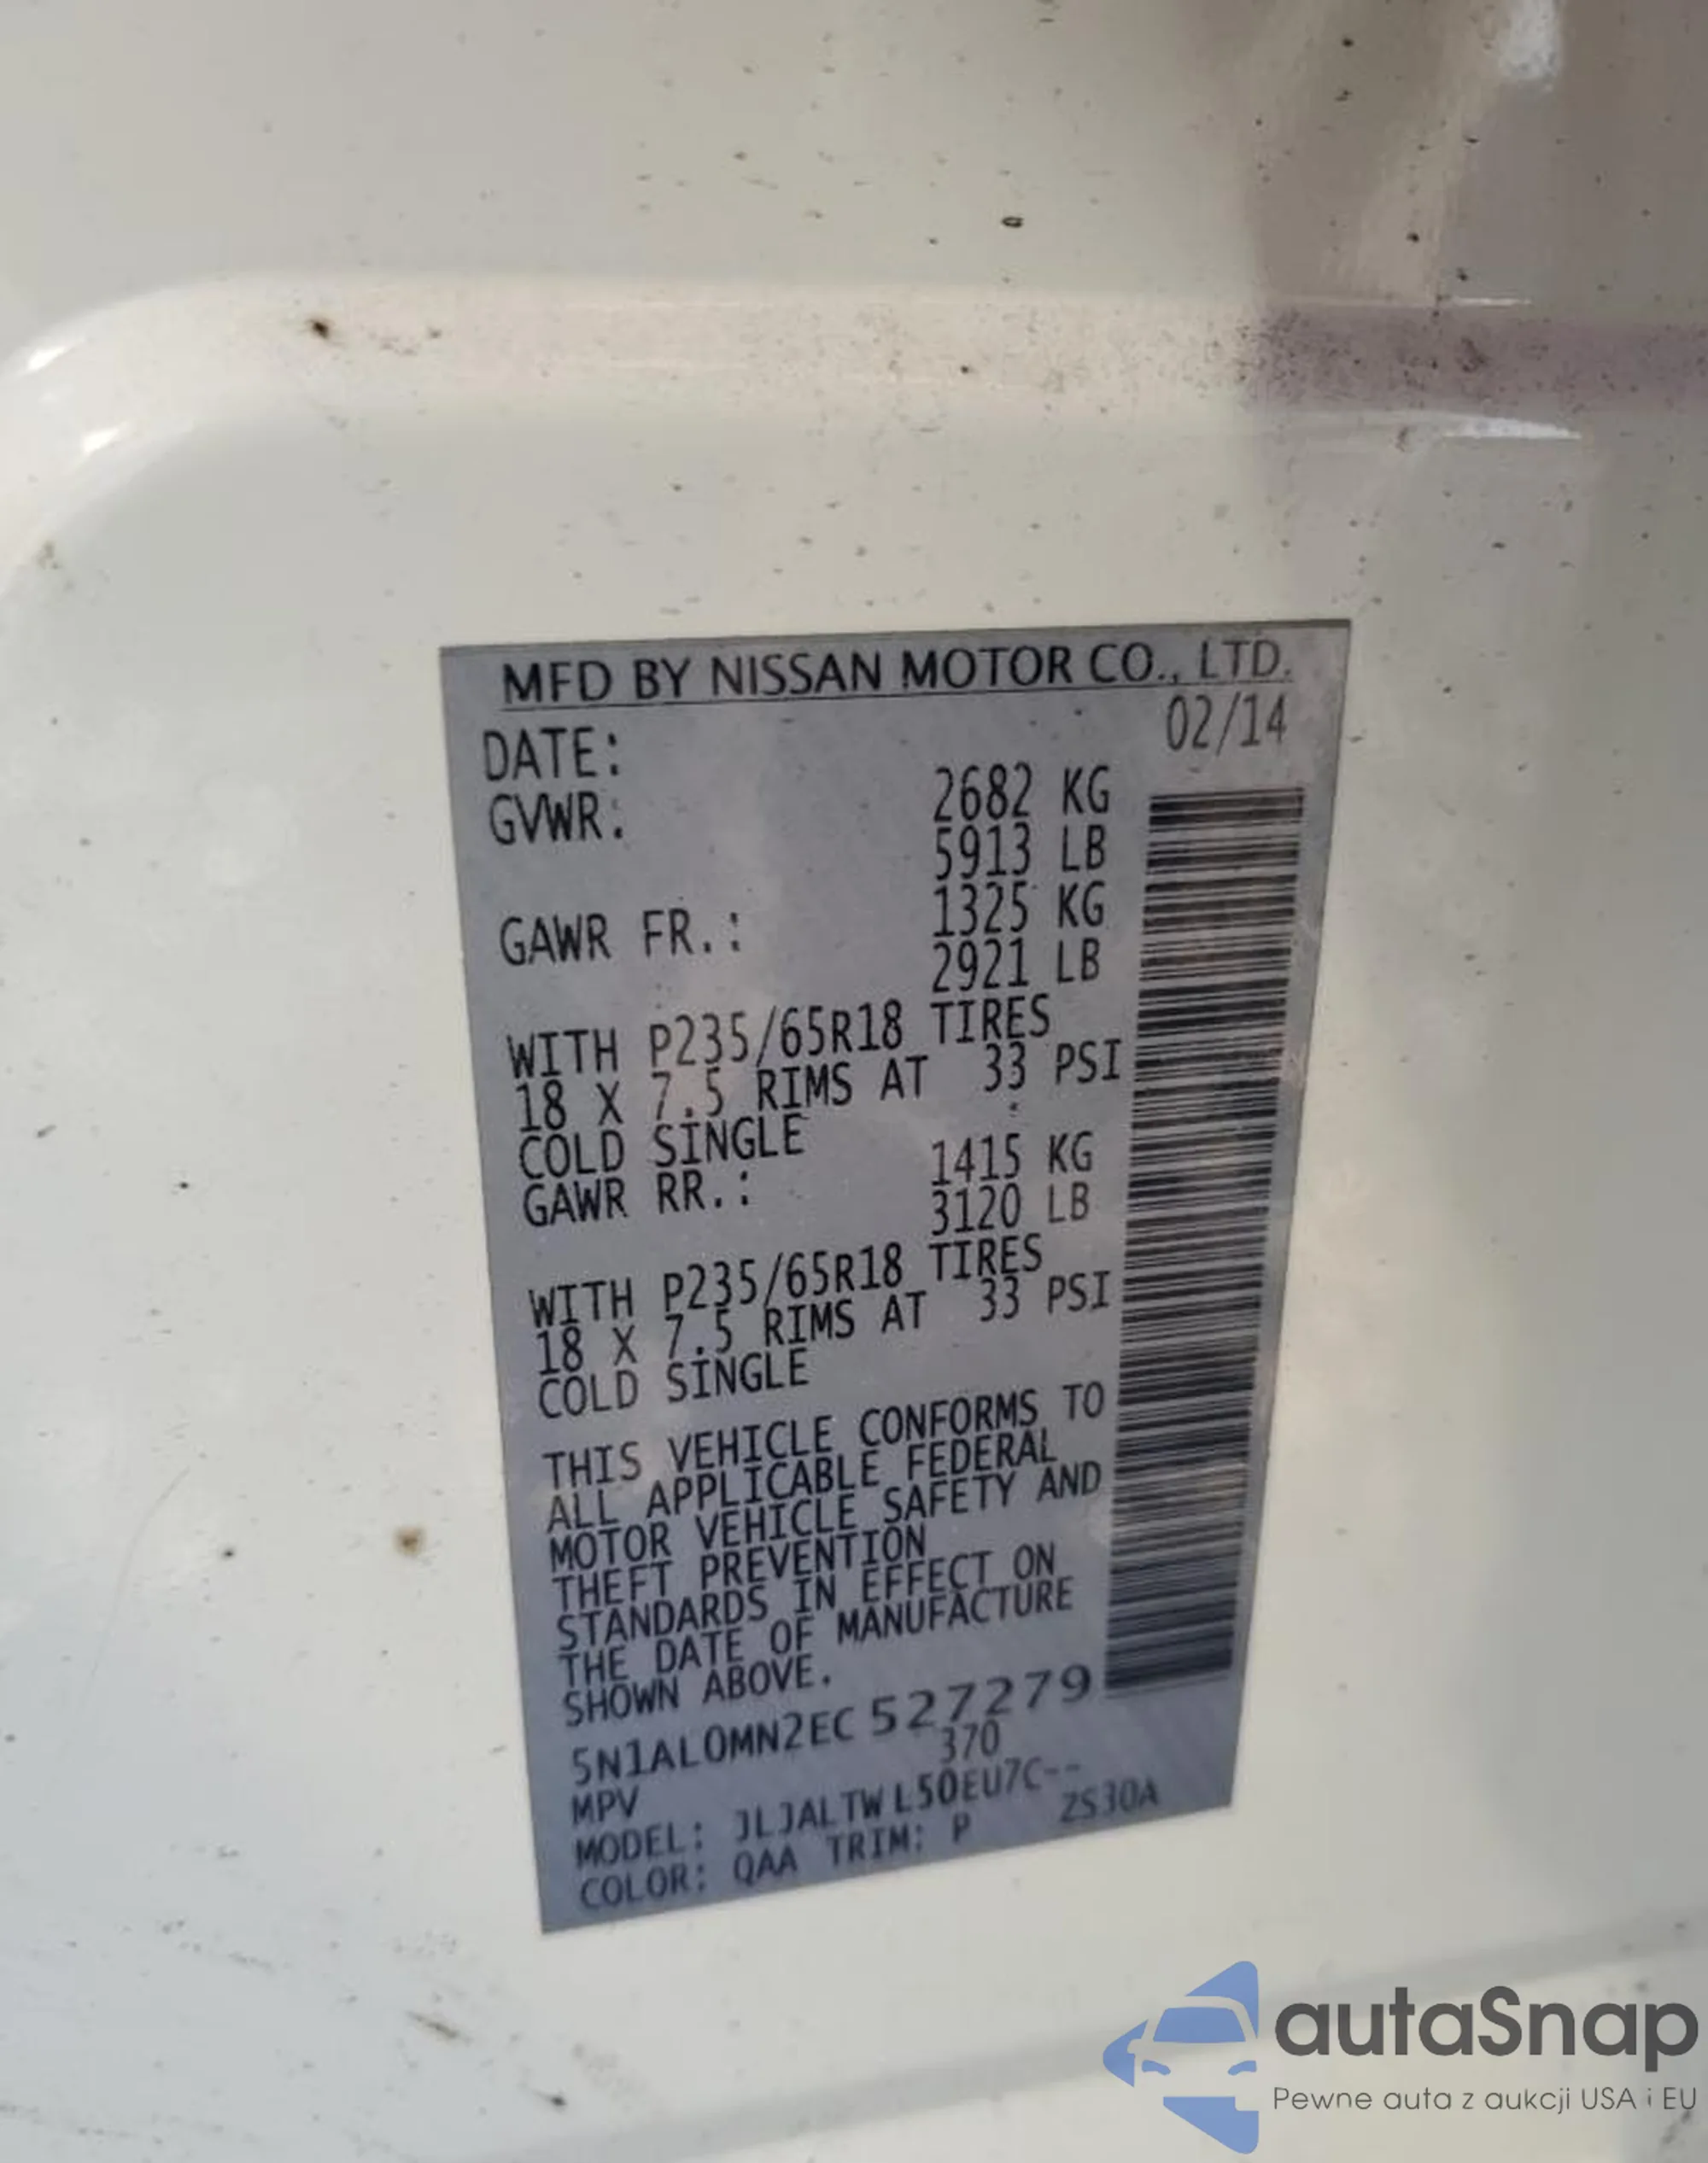 MFD BY NISSAN MOTOR CO., LTD.
DATE: 02/14
GVWR: 2682 KG
5913 LB
GAWR FR.: 1325 KG
2921 LB
WITH P235/65R18 TIRES
18 X 7.5 RIMS AT 33 PSI
COLD SINGLE
GAWR RR.: 1415 KG
3120 LB
WITH P235/65R18 TIRES
18 X 7.5 RIMS AT 33 PSI
COLD SINGLE
THIS VEHICLE CONFORMS TO
ALL APPLICABLE FEDERAL
MOTOR VEHICLE SAFETY AND
THEFT PREVENTION
STANDARDS IN EFFECT ON
THE DATE OF MANUFACTURE
SHOWN ABOVE.
5N1AL0MN2EC527279
MPV 370
MODEL: JLJALTWL50EU7C--
COLOR: QAA TRIM: P ZS30A
autaSnap
Pewne auta z aukcji USA i EU